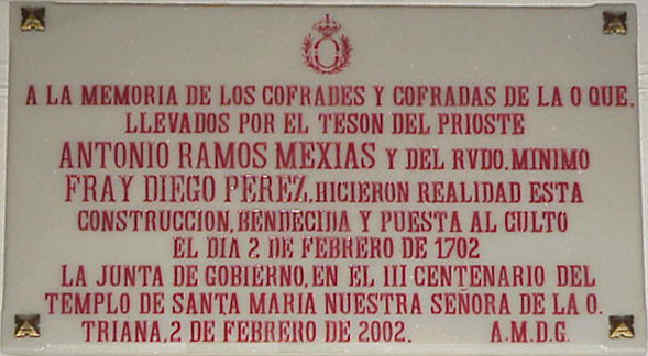 O
A LA MEMORIA DE LOS COFRADES Y COFRADAS DE LA O QUE,
LLEVADOS POR EL TESON DEL PRIOSTE
ANTONIO RAMOS MEXIAS Y DEL RVDO. MINIMO
FRAY DIEGO PEREZ, HICIERON REALIDAD ESTA
CONSTRUCCION, BENDECIDA Y PUESTA AL CULTO
EL DIA 2 DE FEBRERO DE 1702
LA JUNTA DE GOBIERNO, EN EL III CENTENARIO DEL
TEMPLO DE SANTA MARIA NUESTRA SEÑORA DE LA O.
TRIANA, 2 DE FEBRERO DE 2002. A.M.D.G.